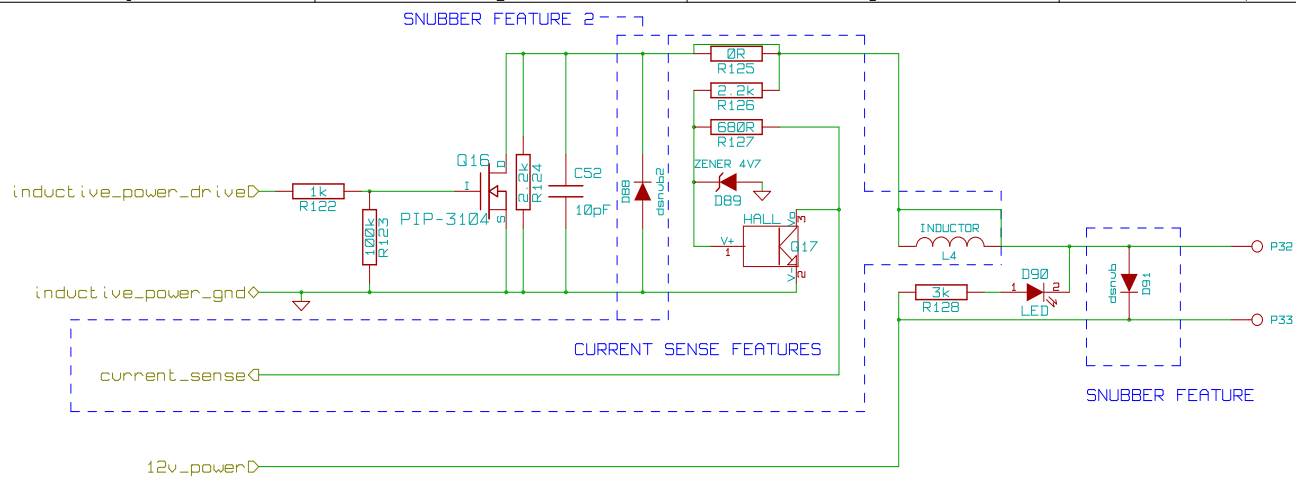 SNUBBER FEATURE 2
0R
R125
2.2k
R126
680R
R127
ZENER 4V7
D89
Q16
D
I
S
PIP-3104
2.2k
R124
C52
10pF
D88
dsnub2
inductive_power_drive
1k
R122
100k
R123
HALL
Vo
3
V+
1
Q17
V-
2
INDUCTOR
L4
P32
inductive_power_gnd
3k
R128
D90
1
2
LED
dsnub
D91
P33
CURRENT SENSE FEATURES
current_sense
SNUBBER FEATURE
12v_power